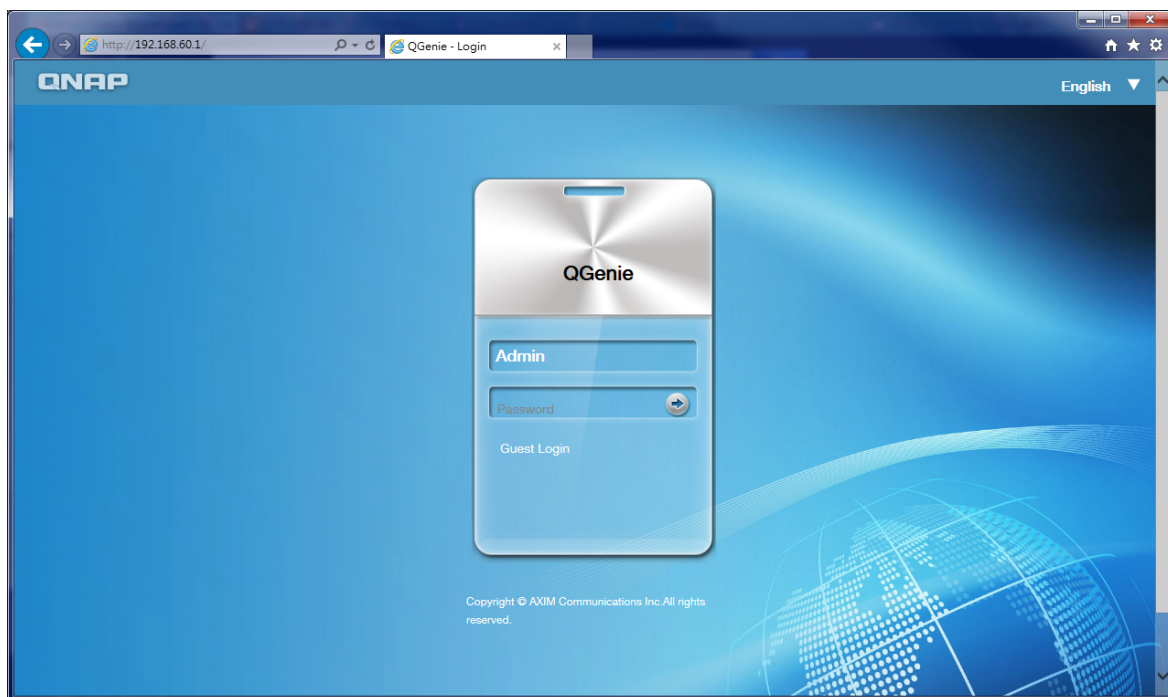 http://192.168.60.1/
QGenie - Login
QNAP
English
QGenie
Admin
Password
Guest Login
Copyright © AXIM Communications Inc.All rights
reserved.